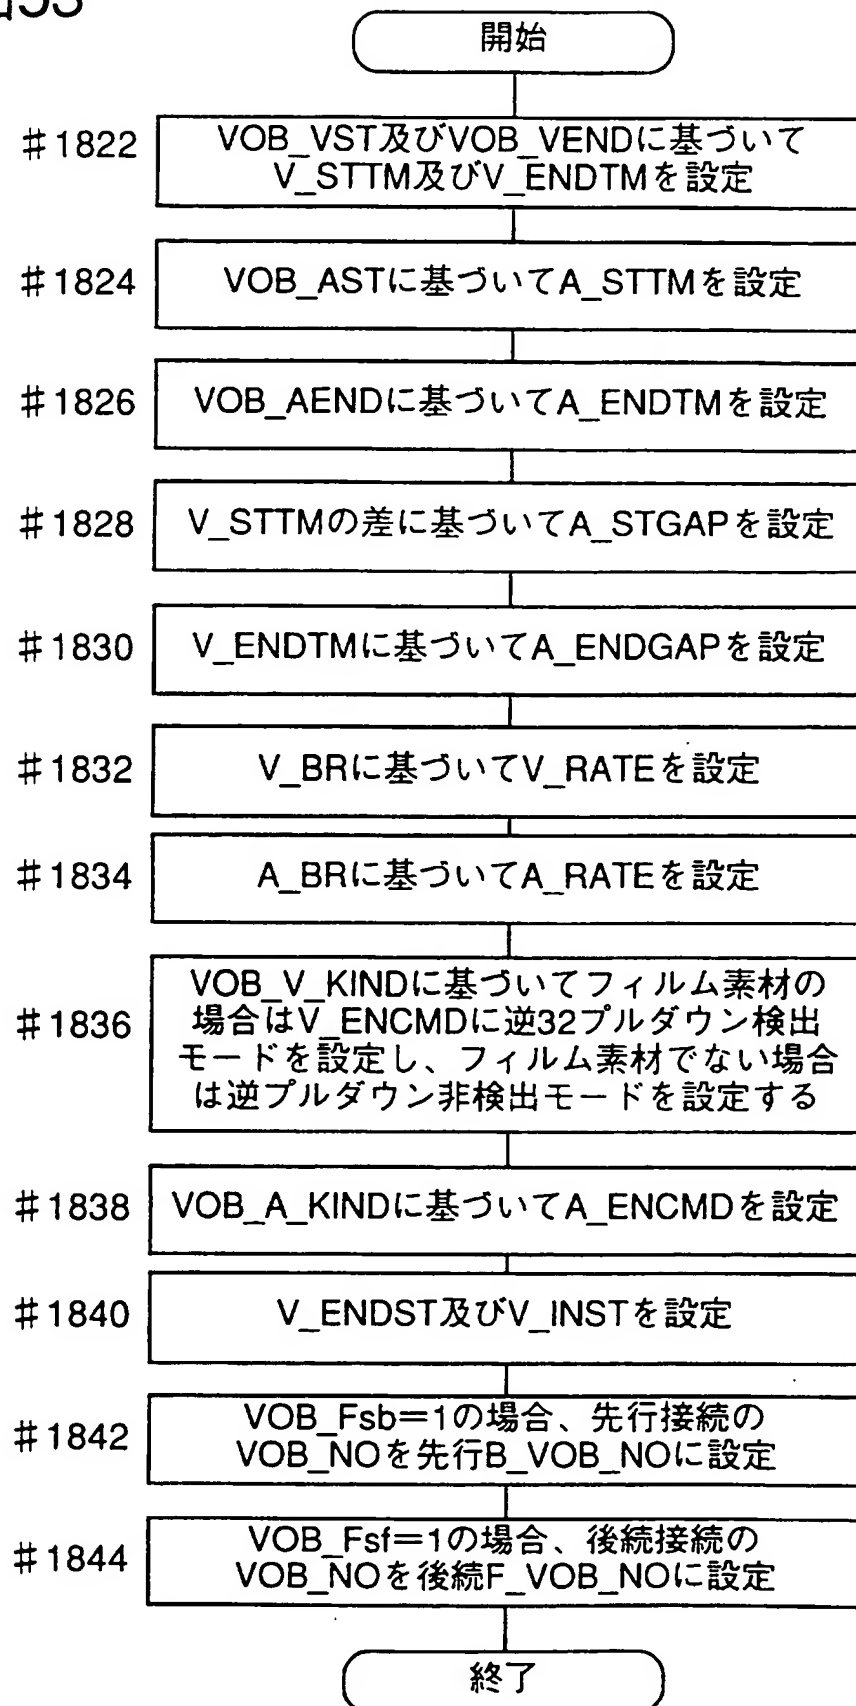 53
開始
#1822
VOB_VST及びVOB_VENDに基づいて
V_STTM及びV_ENDTMを設定
#1824
VOB_ASTに基づいてA_STTMを設定
#1826
VOB_AENDに基づいてA_ENDTMを設定
#1828
V_STTMの差に基づいてA_STGAPを設定
#1830
V_ENDTMに基づいてA_ENDGAPを設定
#1832
V_BRに基づいてV_RATEを設定
#1834
A_BRに基づいてA_RATEを設定
#1836
VOB_V_KINDに基づいてフィルム素材の
場合はV_ENCMDに逆32プルダウン検出
モードを設定し、フィルム素材でない場合
は逆プルダウン非検出モードを設定する
#1838
VOB_A_KINDに基づいてA_ENCMDを設定
#1840
V_ENDST及びV_INSTを設定
#1842
VOB_Fsb=1の場合、先行接続の
VOB_NOを先行B_VOB_NOに設定
#1844
VOB_Fsf=1の場合、後続接続の
VOB_NOを後続F_VOB_NOに設定
終了